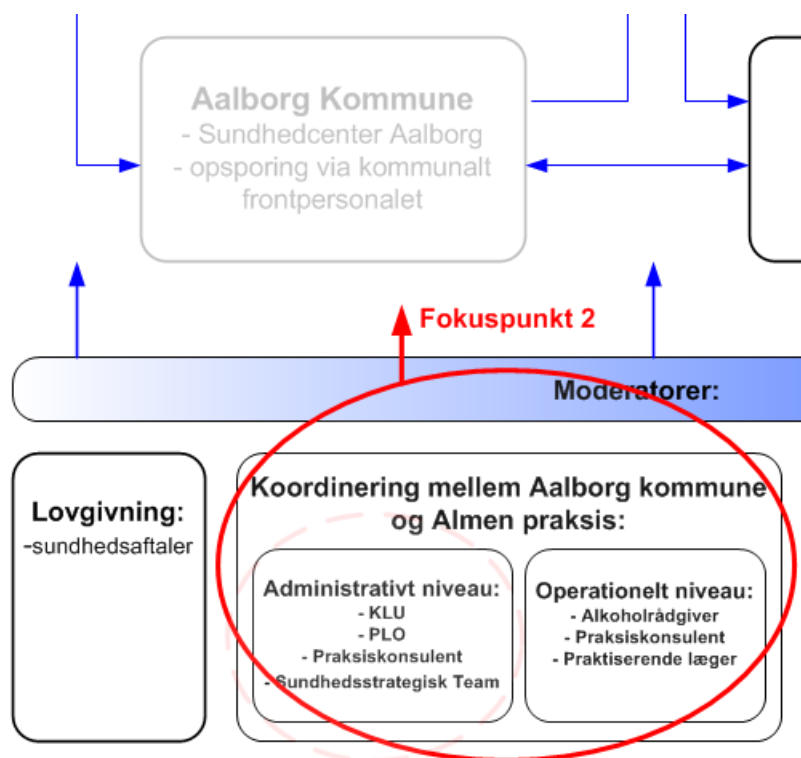 Aalborg Kommune
- Sundhedcenter Aalborg
- opsporing via kommunalt
frontpersonalet
Fokuspunkt 2
Moderatorer:
Lovgivning:
-sundhedsaftaler
Koordinering mellem Aalborg kommune
og Almen praksis:
Administrativt niveau:
- KLU
- PLO
- Praksiskonsulent
- Sundhedsstrategisk Team
Operationelt niveau:
- Alkoholrådgiver
- Praksiskonsulent
- Praktiserende læger